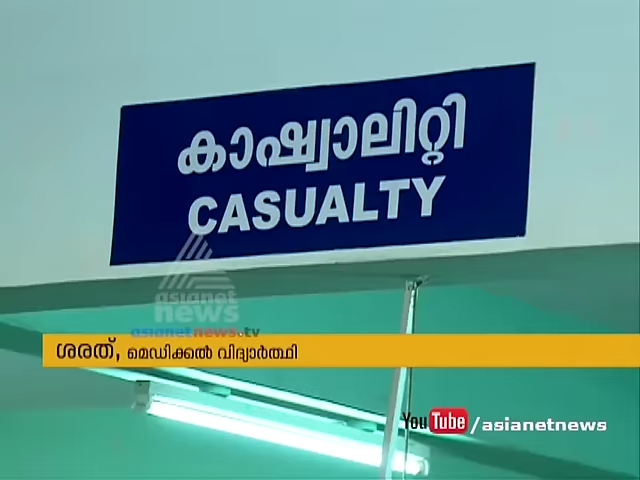 കാഷ്വാലിറ്റി
CASUALTY
asianet
news
asianetnews.tv
ശരത്, മെഡിക്കൽ വിദ്യാർത്ഥി
YouTube /asianetnews